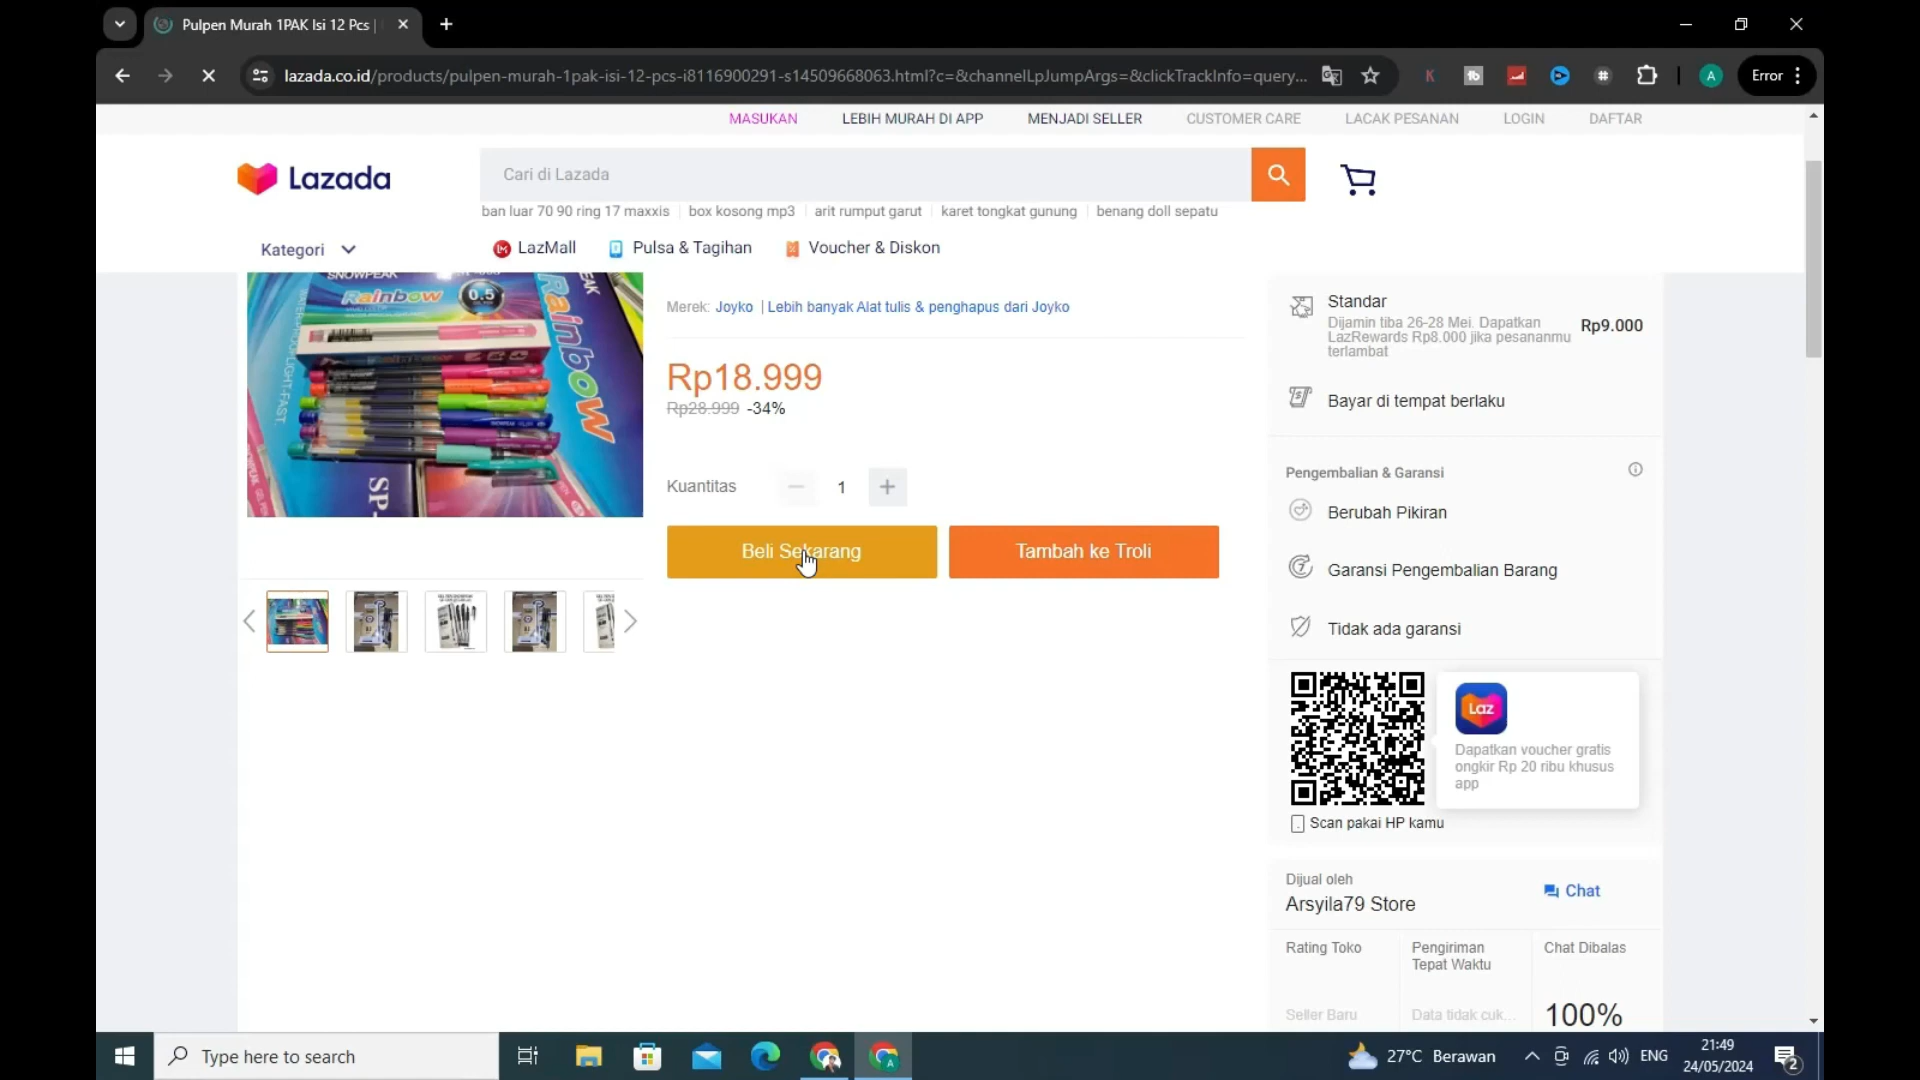 Pulpen Murah 1PAK Isi 12 Pcs |
lazada.co.id/products/pulpen-murah-1pak-isi-12-pcs-i8116900291-s14509668063.html?c=&channelLpJumpArgs=&clickTrackInfo=query...
A
Error
MASUKAN
LEBIH MURAH DI APP
MENJADI SELLER
CUSTOMER CARE
LACAK PESANAN
LOGIN
DAFTAR
Lazada
Cari di Lazada
ban luar 70 90 ring 17 maxxis
box kosong mp3
arit rumput garut
karet tongkat gunung
benang doll sepatu
Kategori
LazMall
Pulsa & Tagihan
Voucher & Diskon
SNOWPEAK
Rainbow
0.5
Rainbow
SP-
Merek: Joyko | Lebih banyak Alat tulis & penghapus dari Joyko
Rp18.999
Rp28.999 -34%
Kuantitas
1
Beli Sekarang
Tambah ke Troli
Standar
Dijamin tiba 26-28 Mei. Dapatkan
LazRewards Rp8.000 jika pesananmu
terlambat
Rp9.000
Bayar di tempat berlaku
Pengembalian & Garansi
Berubah Pikiran
Garansi Pengembalian Barang
Tidak ada garansi
Laz
Dapatkan voucher gratis
ongkir Rp 20 ribu khusus
app
Scan pakai HP kamu
Dijual oleh
Arsyila79 Store
Chat
Rating Toko
Pengiriman
Tepat Waktu
Chat Dibalas
Seller Baru
Data tidak cuk...
100%
Type here to search
27°C Berawan
ENG
21:49
24/05/2024
2